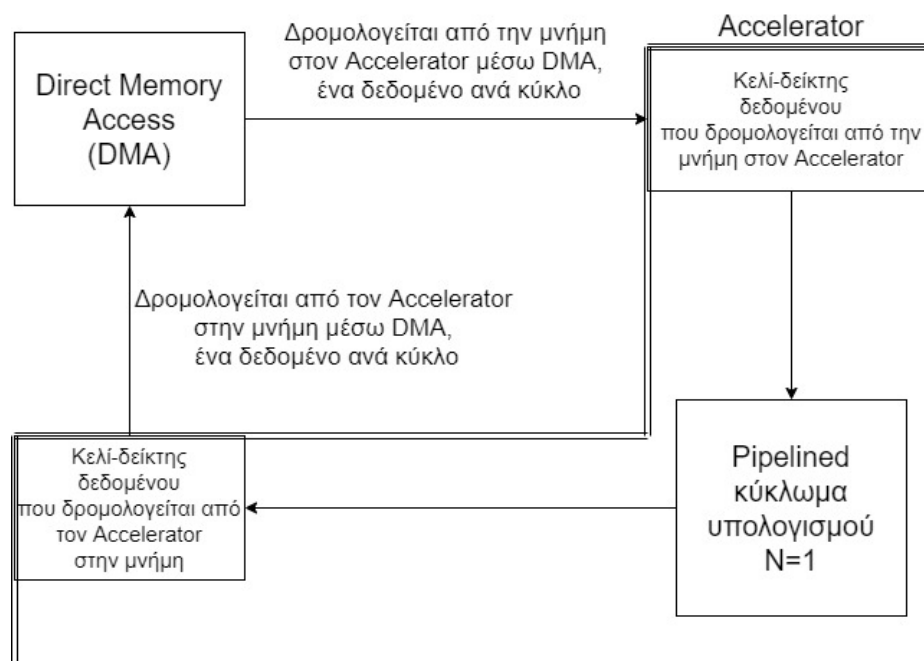 Direct Memory
Access
(DMA)
Δρομολογείται από την μνήμη
στον Accelerator μέσω DMA,
ένα δεδομένο ανά κύκλο
Accelerator
Κελί-δείκτης
δεδομένου
που δρομολογείται από την
μνήμη στον Accelerator
Δρομολογείται από τον Accelerator
στην μνήμη μέσω DMA,
ένα δεδομένο ανά κύκλο
Κελί-δείκτης
δεδομένου
που δρομολογείται από
τον Accelerator
στην μνήμη
Pipelined
κύκλωμα
υπολογισμού
N=1